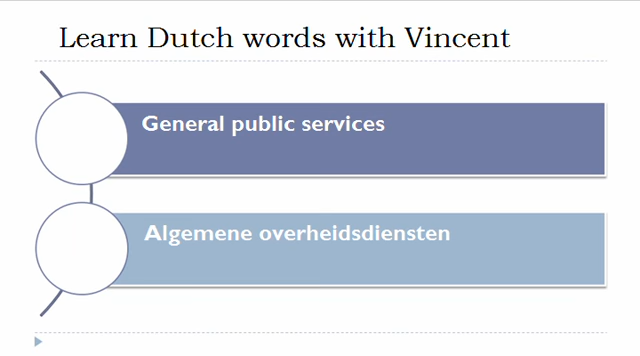 Learn Dutch words with Vincent
General public services
Algemene overheidsdiensten